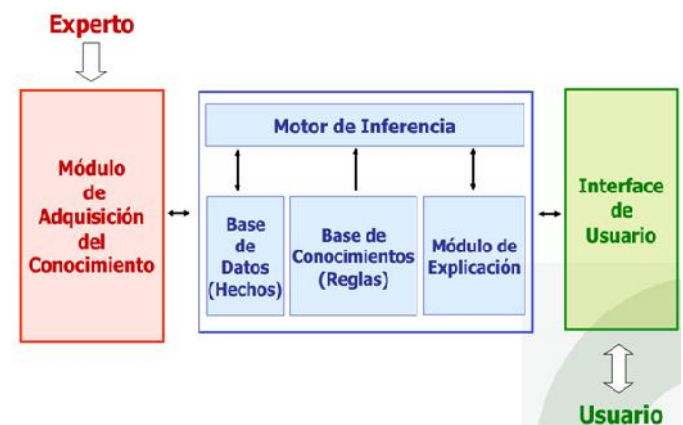 Experto
Módulo
de
Adquisición
del
Conocimiento
Motor de Inferencia
Base
de
Datos
(Hechos)
Base de
Conocimientos
(Reglas)
Módulo de
Explicación
Interface
de
Usuario
Usuario